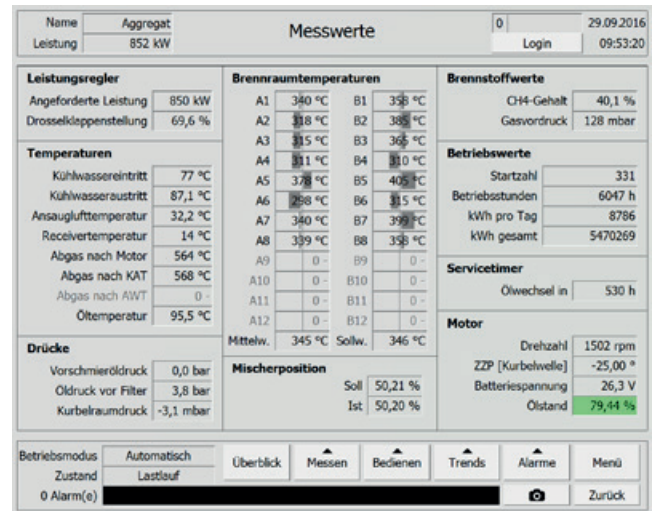 Name Aggregat
Leistung 852 kW
Messwerte
0 29.09.2016
Login 09:53:20
Leistungsregler
Angeforderte Leistung 850 kW
Drosselklappenstellung 69,6 %
Temperaturen
Kühlwassereintritt 77 °C
Kühlwasseraustritt 87,1 °C
Ansauglufttemperatur 32,2 °C
Receivertemperatur 14 °C
Abgas nach Motor 564 °C
Abgas nach KAT 568 °C
Abgas nach AWT 0 -
Öltemperatur 95,5 °C
Drücke
Vorschmieröldruck 0,0 bar
Öldruck vor Filter 3,8 bar
Kurbelraumdruck -3,1 mbar
Brennraumtemperaturen
A1 340 °C B1 358 °C
A2 318 °C B2 385 °C
A3 315 °C B3 365 °C
A4 311 °C B4 310 °C
A5 378 °C B5 405 °C
A6 298 °C B6 315 °C
A7 340 °C B7 399 °C
A8 339 °C B8 358 °C
A9 0 - B9 0 -
A10 0 - B10 0 -
A11 0 - B11 0 -
A12 0 - B12 0 -
Mittelw. 345 °C Sollw. 346 °C
Mischerposition
Soll 50,21 %
Ist 50,20 %
Brennstoffwerte
CH4-Gehalt 40,1 %
Gasvordruck 128 mbar
Betriebswerte
Startzahl 331
Betriebsstunden 6047 h
kWh pro Tag 8786
kWh gesamt 5470269
Servicetimer
Ölwechsel in 530 h
Motor
Drehzahl 1502 rpm
ZZP [Kurbelwelle] -25,00 °
Batteriespannung 26,3 V
Ölstand 79,44 %
Betriebsmodus Automatisch
Zustand Lastlauf
0 Alarm(e)
Überblick Messen Bedienen Trends Alarme Menü
Zurück